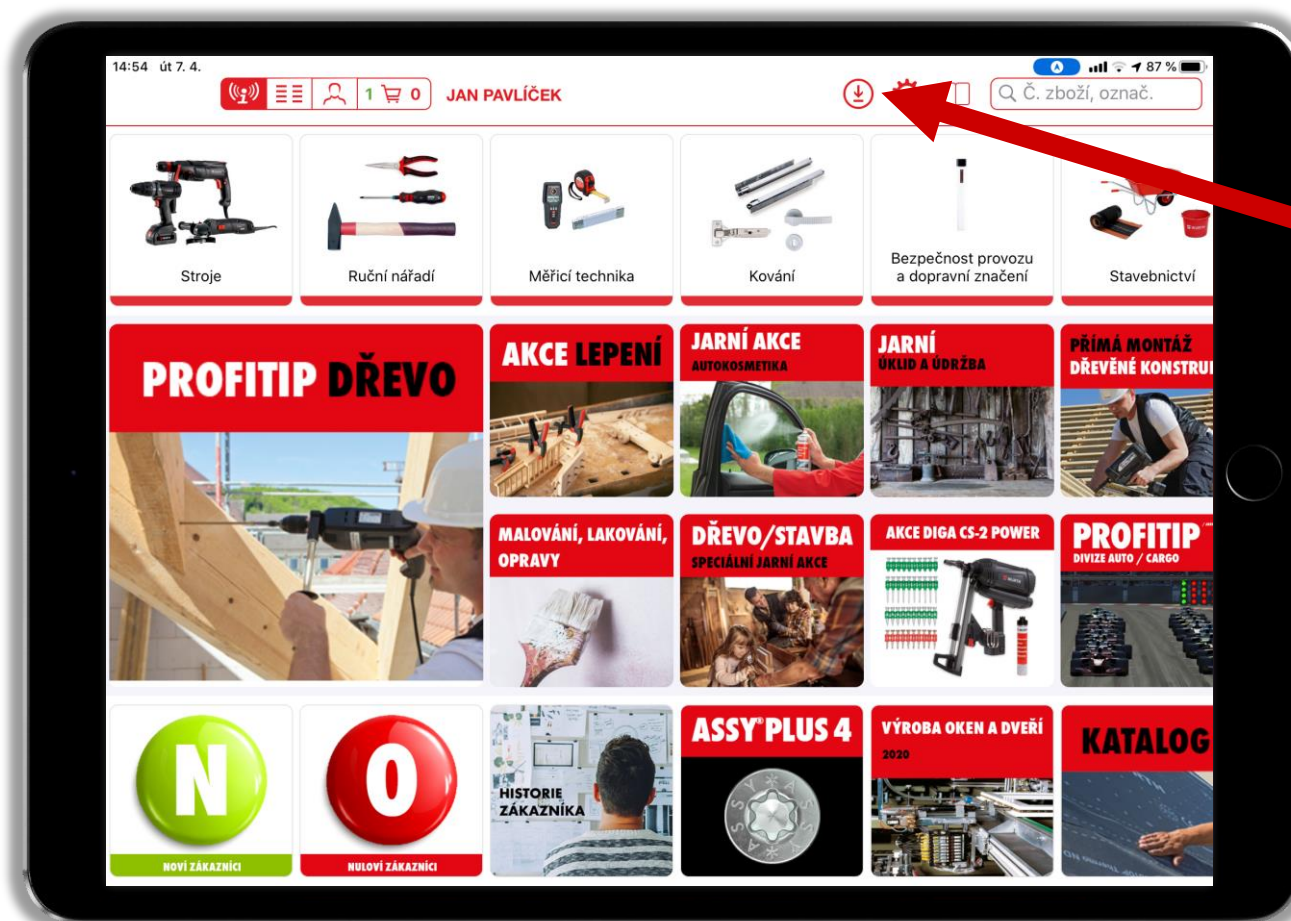 14:54 út 7. 4.
87 %
1 0 JAN PAVLÍČEK
Č. zboží, označ.
Stroje
Ruční nářadí
Měřicí technika
Kování
Bezpečnost provozu
a dopravní značení
Stavebnictví
PROFITIP DŘEVO
AKCE LEPENÍ
JARNÍ AKCE
AUTOKOSMETIKA
JARNÍ
ÚKLID A ÚDRŽBA
PŘÍMÁ MONTÁŽ
DŘEVĚNÉ KONSTRU
MALOVÁNÍ, LAKOVÁNÍ,
OPRAVY
DŘEVO/STAVBA
SPECIÁLNÍ JARNÍ AKCE
AKCE DIGA CS-2 POWER
PROFITIP
DIVIZE AUTO / CARGO
N
NOVÍ ZÁKAZNÍCI
O
NULOVÍ ZÁKAZNÍCI
HISTORIE
ZÁKAZNÍKA
ASSY® PLUS 4
ASSY ASSY
VÝROBA OKEN A DVEŘÍ
2020
KATALOG